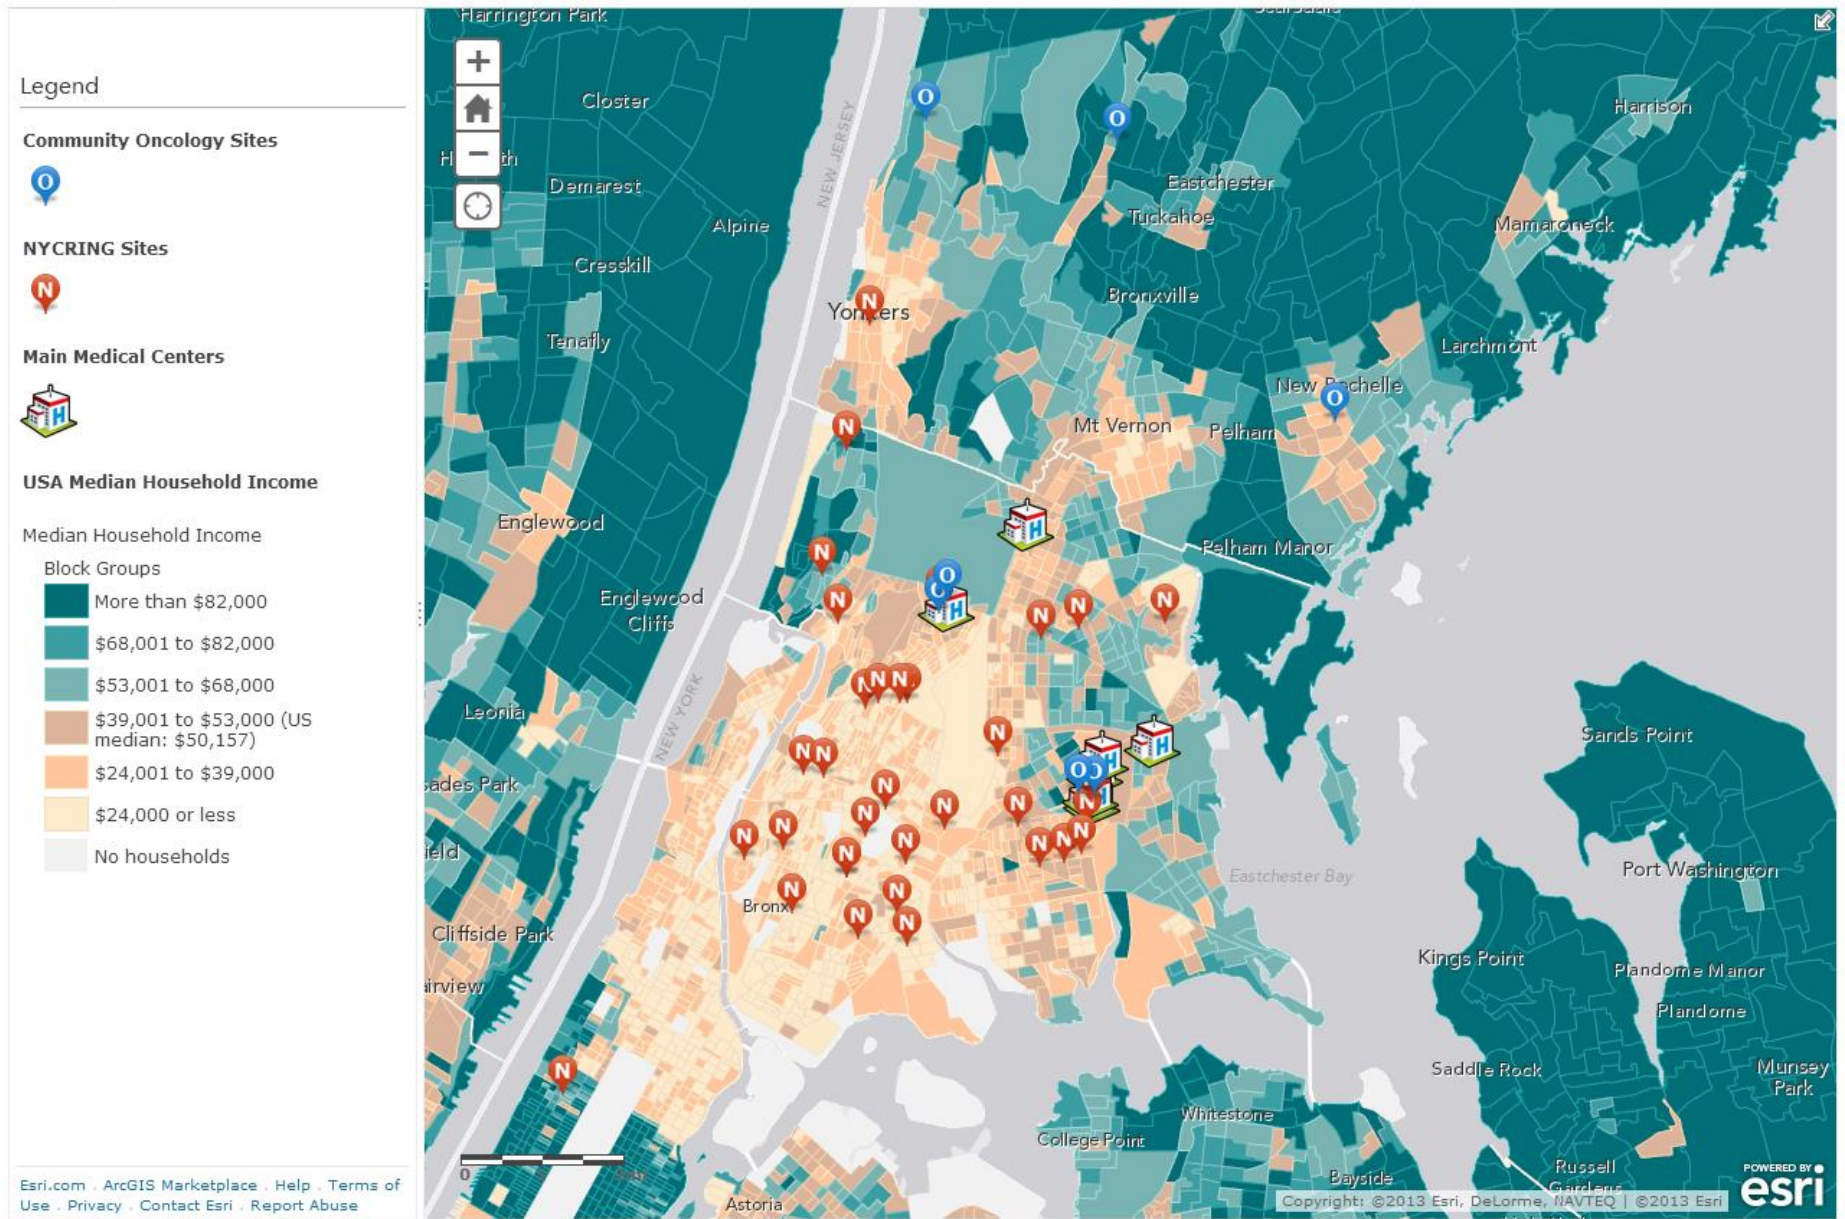 Legend
Community Oncology Sites
O
NYCRING Sites
N
Main Medical Centers
H
USA Median Household Income
Median Household Income
Block Groups
More than $82,000
$68,001 to $82,000
$53,001 to $68,000
$39,001 to $53,000 (US
median: $50,157)
$24,001 to $39,000
$24,000 or less
No households
Esri.com . ArcGIS Marketplace . Help . Terms of
Use . Privacy . Contact Esri . Report Abuse
Harrington Park
Closter
Harrison
NEW JERSEY
Demarest
Eastchester
Tuckahoe
Alpine
Mamaroneck
Cresskill
Bronxville
Tenafly
Larchmont
New Rochelle
Mt Vernon
Pelham
Englewood
Pelham Manor
Englewood
Cliffs
Leonia
NEW YORK
Sands Point
sades Park
ield
Port Washington
Eastchester Bay
Bronx
Cliffside Park
Kings Point
Plandome Manor
airview
Plandome
Saddle Rock
Munsey
Park
Whitestone
College Point
0
Russell
Gardens
Bayside
Astoria
Copyright: ©2013 Esri, DeLorme, NAVTEQ | ©2013 Esri
POWERED BY
esri